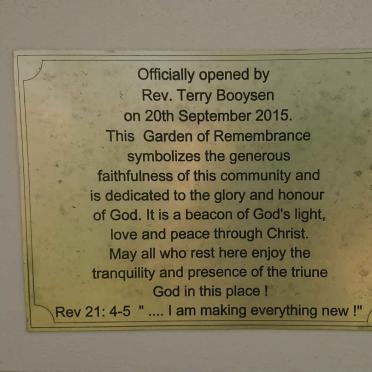 Officially opened by
Rev. Terry Booysen
on 20th September 2015.
This Garden of Remembrance
symbolizes the generous
faithfulness of this community and
is dedicated to the glory and honour
of God. It is a beacon of God's light,
love and peace through Christ.
May all who rest here enjoy the
tranquility and presence of the triune
God in this place !
Rev 21: 4-5 " .... I am making everything new !"